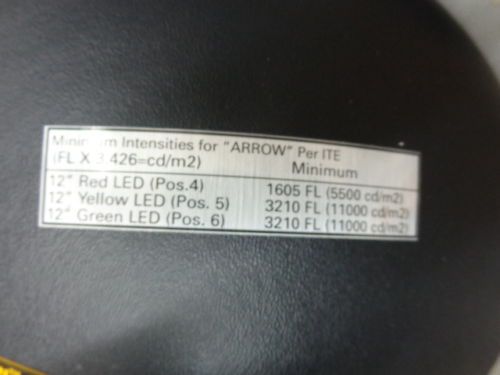 Minimum Intensities for "ARROW" Per ITE
(FL X 3.426=cd/m2) Minimum
12" Red LED (Pos.4) 1605 FL (5500 cd/m2)
12" Yellow LED (Pos. 5) 3210 FL (11000 cd/m2)
12" Green LED (Pos. 6) 3210 FL (11000 cd/m2)